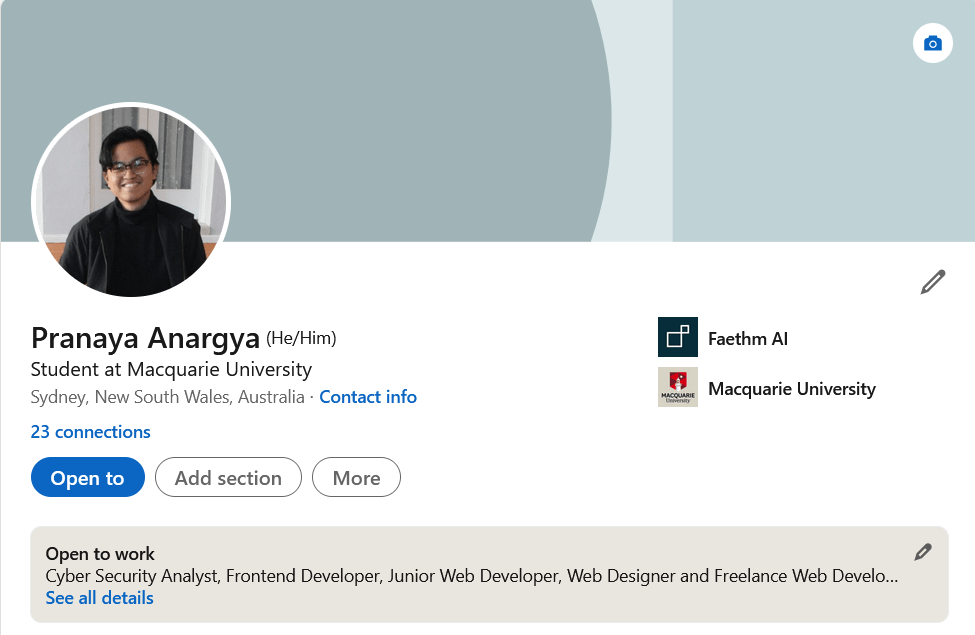 Pranaya Anargya (He/Him)
Student at Macquarie University
Sydney, New South Wales, Australia · Contact info
23 connections
Open to
Add section
More
Faethm AI
MACQUARIE
University
Macquarie University
Open to work
Cyber Security Analyst, Frontend Developer, Junior Web Developer, Web Designer and Freelance Web Develo...
See all details